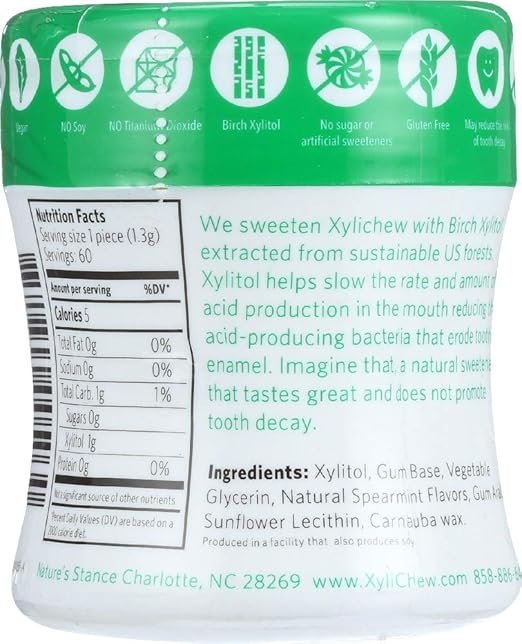 Vegan
NO Soy
NO Titanium Dioxide
Birch Xylitol
No sugar or
artificial sweeteners
Gluten Free
May reduce the risk
of tooth decay
Nutrition Facts
Serving size 1 piece (1.3g)
Servings: 60
Amount per serving %DV*
Calories 5
Total Fat 0g 0%
Sodium 0g 0%
Total Carb. 1g 1%
Sugars 0g
Xylitol 1g
Protein 0g 0%
Not a significant source of other nutrients
Percent Daily Values (DV) are based on a
2000 calorie diet.
We sweeten Xylichew with Birch Xylitol
extracted from sustainable US forests.
Xylitol helps slow the rate and amount
acid production in the mouth reducing
acid-producing bacteria that erode tooth
enamel. Imagine that, a natural sweetene
that tastes great and does not promote
tooth decay.
Ingredients: Xylitol, Gum Base, Vegetable
Glycerin, Natural Spearmint Flavors, Gum Ara
Sunflower Lecithin, Carnauba wax.
Produced in a facility that also produces soy
Nature's Stance Charlotte, NC 28269 www.XyliChew.com 858-886-6